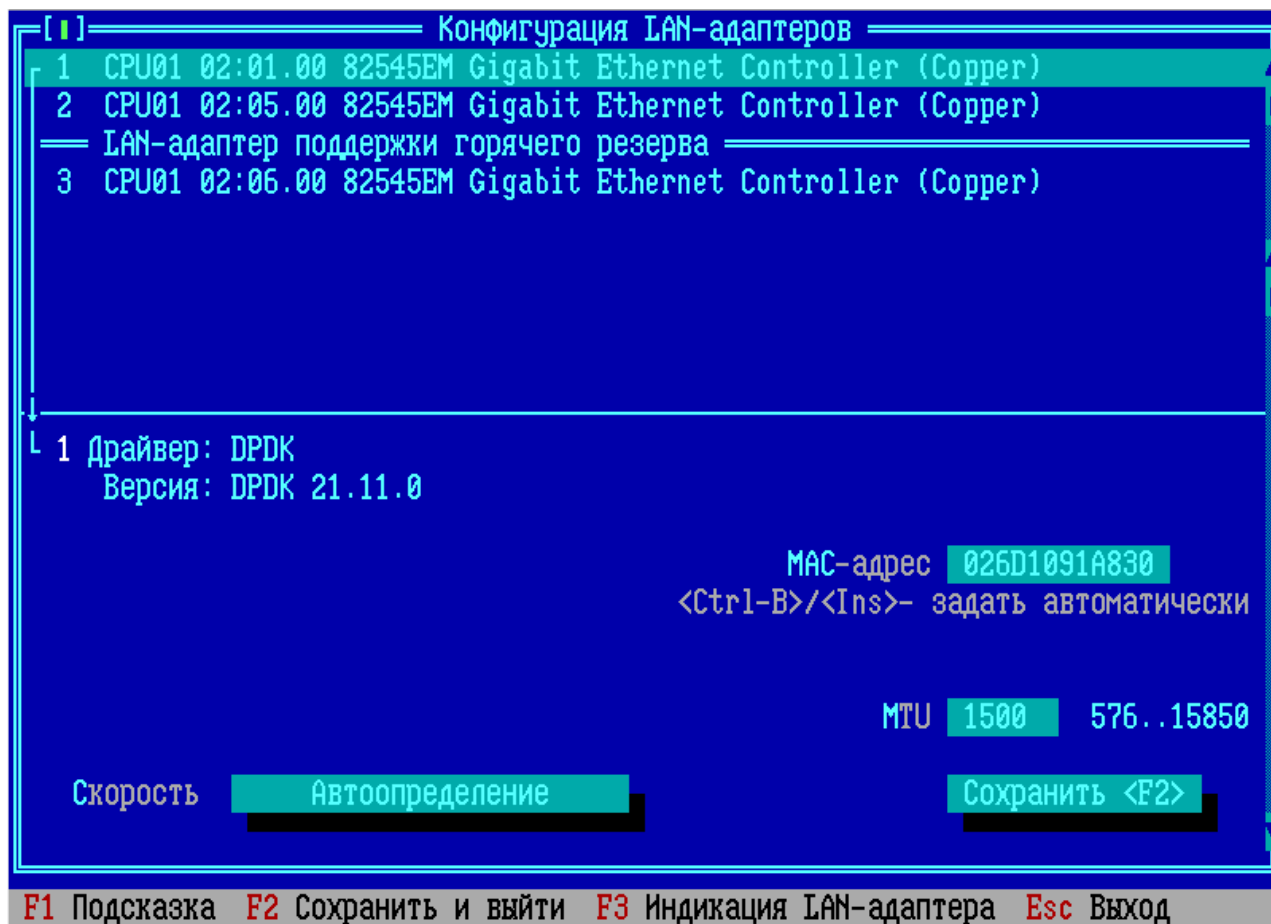 [ ] Конфигурация LAN-адаптеров
1 CPU01 02:01.00 82545EM Gigabit Ethernet Controller (Copper)
2 CPU01 02:05.00 82545EM Gigabit Ethernet Controller (Copper)
LAN-адаптер поддержки горячего резерва
3 CPU01 02:06.00 82545EM Gigabit Ethernet Controller (Copper)
1 Драйвер: DPDK
Версия: DPDK 21.11.0
MAC-адрес 026D1091A830
<Ctrl-B>/<Ins>- задать автоматически
MTU 1500 576..15850
Скорость Автоопределение Сохранить <F2>
F1 Подсказка F2 Сохранить и выйти F3 Индикация LAN-адаптера Esc Выход